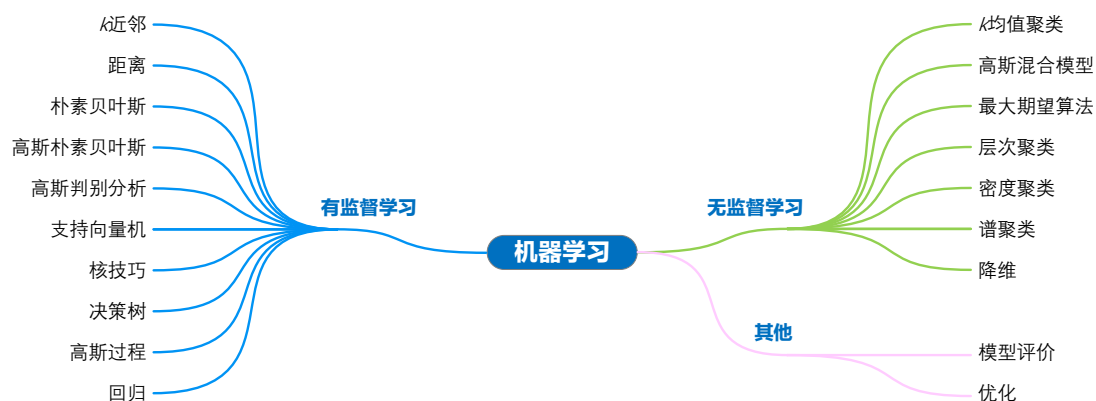 k近邻
距离
朴素贝叶斯
高斯朴素贝叶斯
高斯判别分析
支持向量机
核技巧
决策树
高斯过程
回归
有监督学习
机器学习
无监督学习
其他
k均值聚类
高斯混合模型
最大期望算法
层次聚类
密度聚类
谱聚类
降维
模型评价
优化